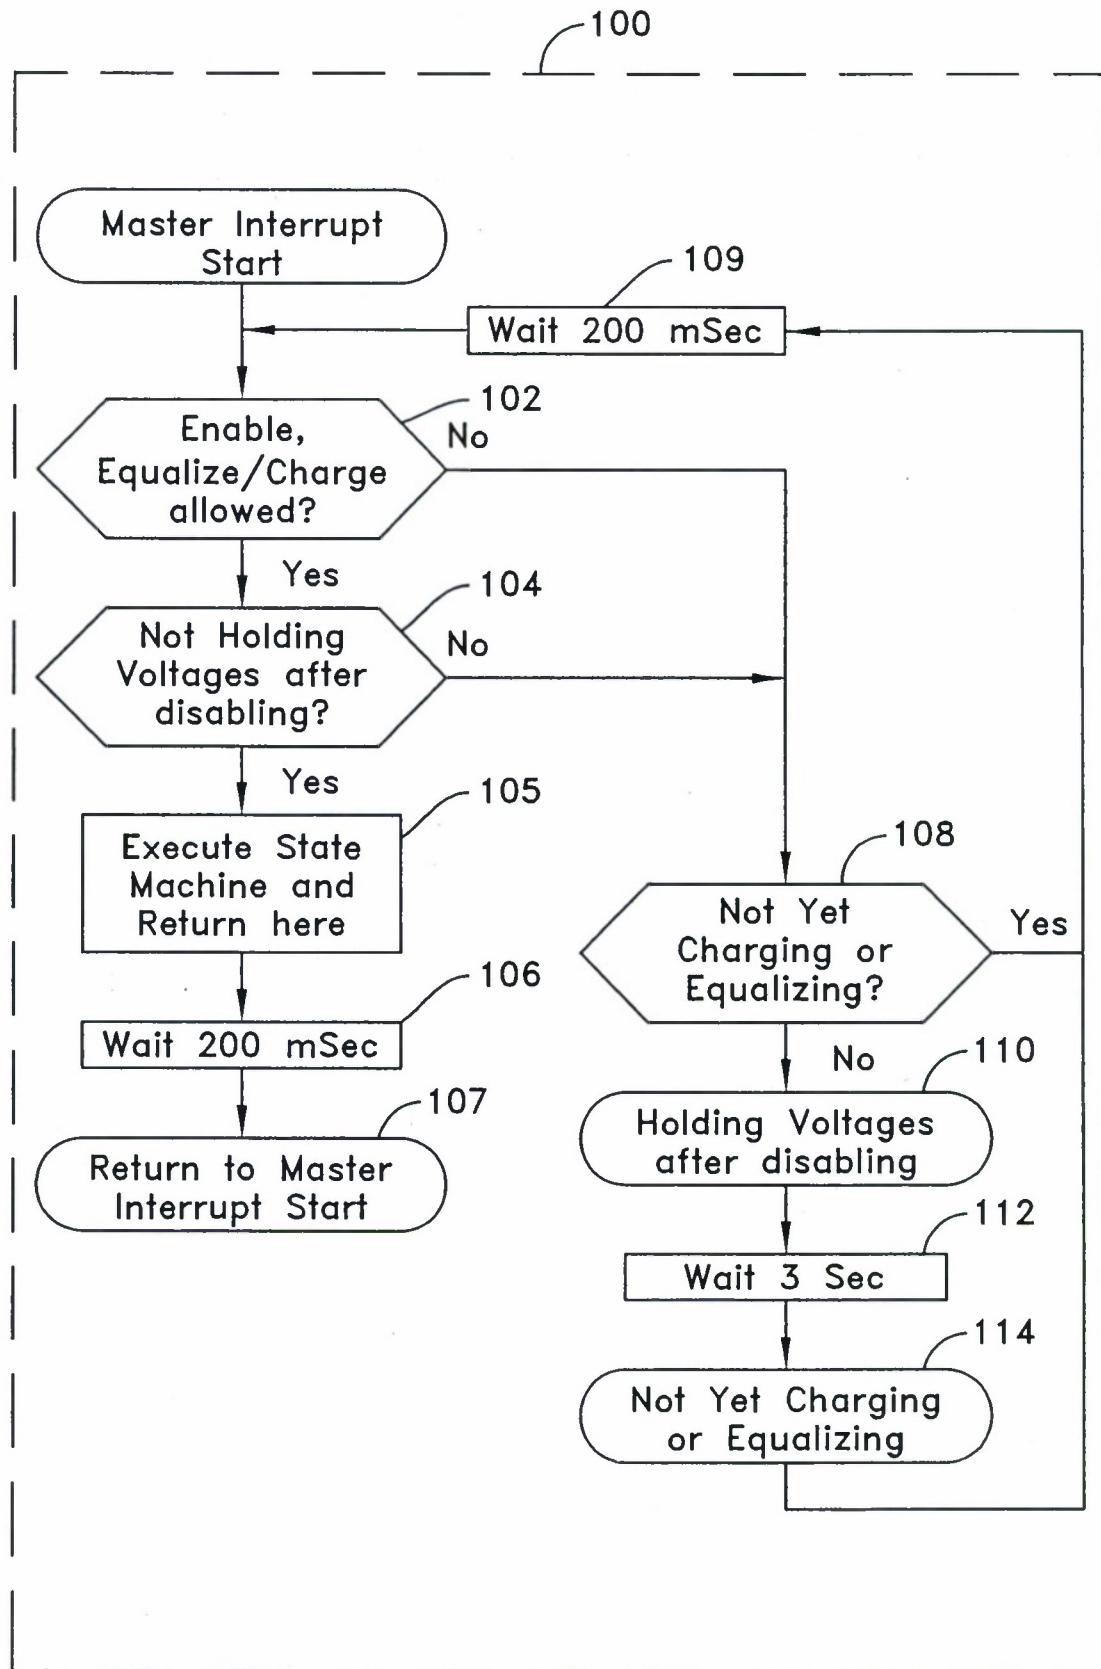 100
Master Interrupt
Start
109
Wait 200 mSec
102
Enable,
Equalize/Charge
allowed?
No
Yes
104
Not Holding
Voltages after
disabling?
No
Yes
105
Execute State
Machine and
Return here
106
Wait 200 mSec
107
Return to Master
Interrupt Start
108
Not Yet
Charging or
Equalizing?
Yes
No
110
Holding Voltages
after disabling
112
Wait 3 Sec
114
Not Yet Charging
or Equalizing